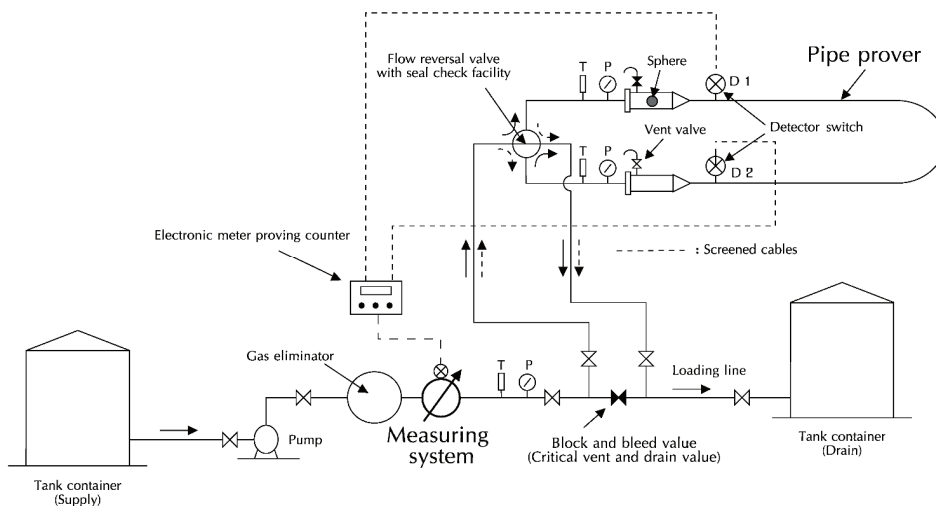 Flow reversal valve
with seal check facility
T
P
Sphere
D 1
Pipe prover
Vent valve
Detector switch
T
P
D 2
Electronic meter proving counter
: Screened cables
Gas eliminator
T
P
Loading line
Pump
Measuring
system
Block and bleed value
(Critical vent and drain value)
Tank container
(Drain)
Tank container
(Supply)